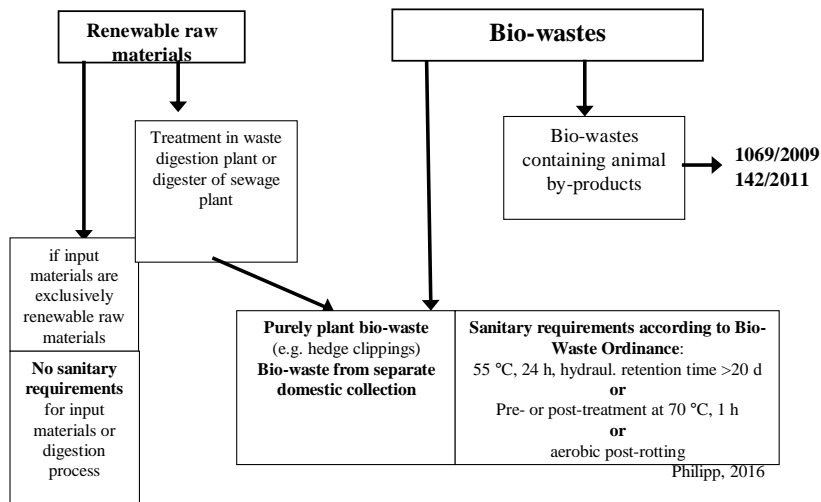 Renewable raw
materials
Bio-wastes
Treatment in waste
digestion plant or
digester of sewage
plant
Bio-wastes
containing animal
by-products
1069/2009
142/2011
if input
materials are
exclusively
renewable raw
materials
No sanitary
requirements
for input
materials or
digestion
process
Purely plant bio-waste
(e.g. hedge clippings)
Bio-waste from separate
domestic collection
Sanitary requirements according to Bio-
Waste Ordinance:
55 °C, 24 h, hydraul. retention time >20 d
or
Pre- or post-treatment at 70 °C, 1 h
or
aerobic post-rotting
Philipp, 2016